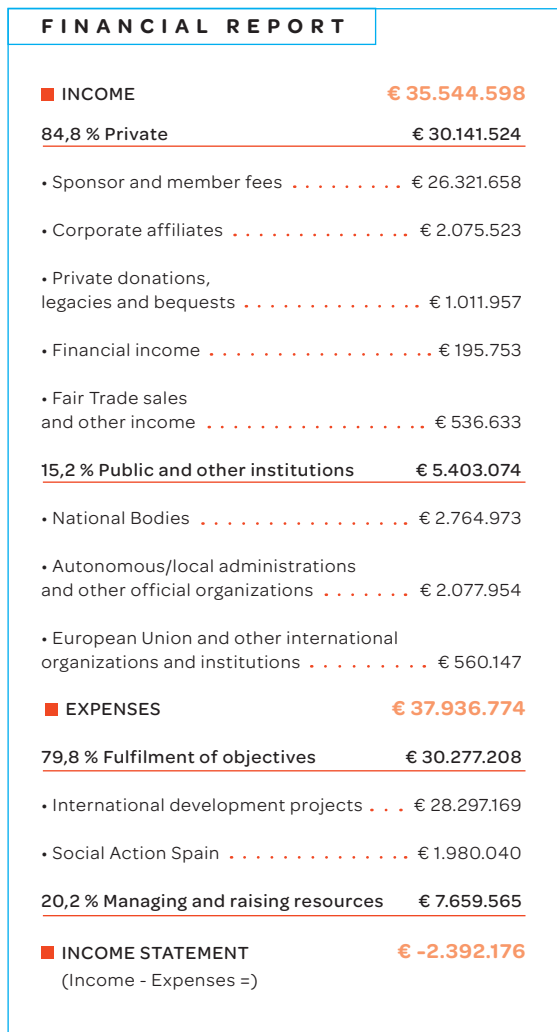 FINANCIAL REPORT
INCOME € 35.544.598
84,8 % Private € 30.141.524
• Sponsor and member fees . . . . . . . . . € 26.321.658
• Corporate affiliates . . . . . . . . . . . . . . € 2.075.523
• Private donations,
legacies and bequests . . . . . . . . . . . . . . € 1.011.957
• Financial income . . . . . . . . . . . . . . . . . € 195.753
• Fair Trade sales
and other income . . . . . . . . . . . . . . . . . € 536.633
15,2 % Public and other institutions € 5.403.074
• National Bodies . . . . . . . . . . . . . . . . € 2.764.973
• Autonomous/local administrations
and other official organizations . . . . . . . € 2.077.954
• European Union and other international
organizations and institutions . . . . . . . . . € 560.147
EXPENSES € 37.936.774
79,8 % Fulfilment of objectives € 30.277.208
• International development projects . . . € 28.297.169
• Social Action Spain . . . . . . . . . . . . . . € 1.980.040
20,2 % Managing and raising resources € 7.659.565
INCOME STATEMENT € -2.392.176
(Income - Expenses =)